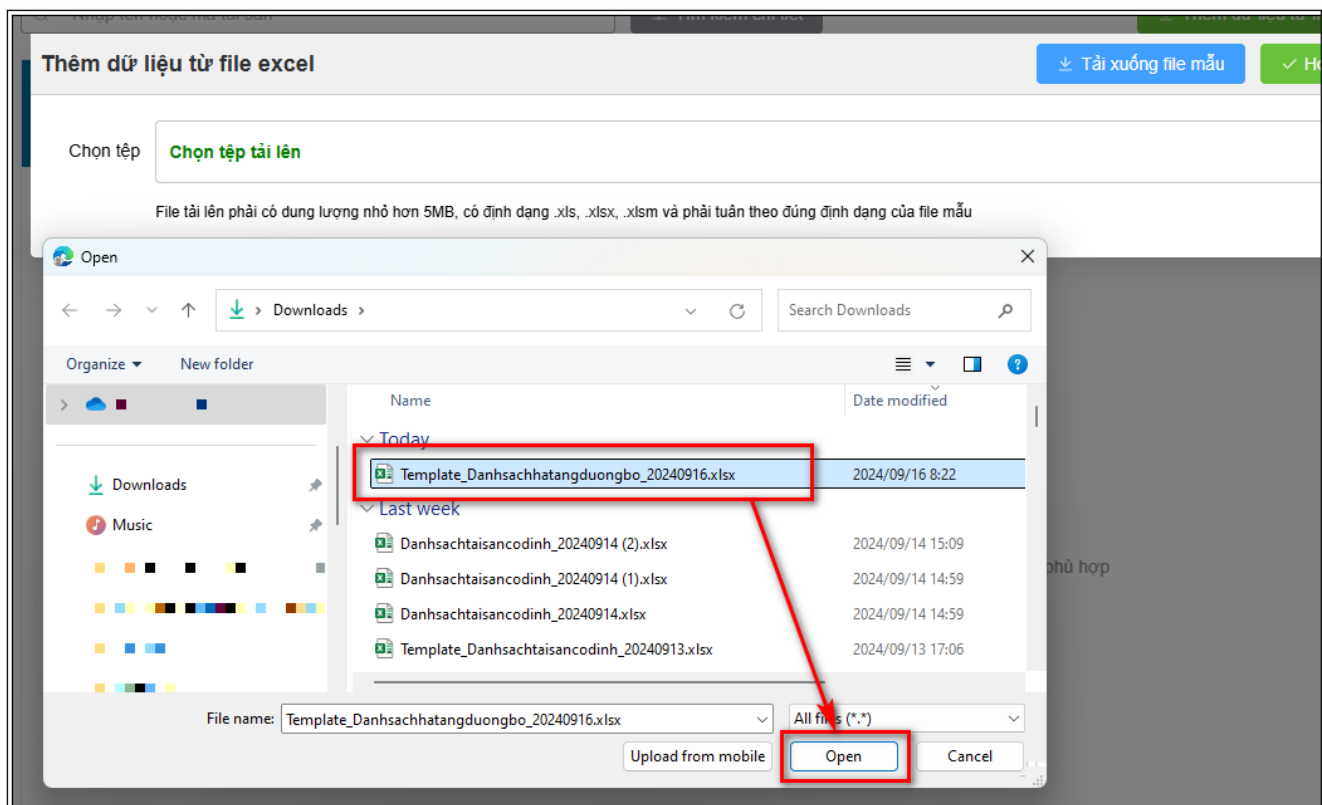 Thêm dữ liệu từ file excel
Tải xuống file mẫu
Chọn tệp
Chọn tệp tải lên
File tải lên phải có dung lượng nhỏ hơn 5MB, có định dạng .xls, .xlsx, .xlsm và phải tuân theo đúng định dạng của file mẫu
Open
Downloads
Search Downloads
Organize
New folder
Name
Date modified
Today
Template_Danhsachhatangduongbo_20240916.xlsx
2024/09/16 8:22
Last week
Danhsachtaisancodinh_20240914 (2).xlsx
2024/09/14 15:09
Danhsachtaisancodinh_20240914 (1).xlsx
2024/09/14 14:59
Danhsachtaisancodinh_20240914.xlsx
2024/09/14 14:59
Template_Danhsachtaisancodinh_20240913.xlsx
2024/09/13 17:06
Downloads
Music
phù hợp
File name:
Template_Danhsachhatangduongbo_20240916.xlsx
All files (*.*)
Upload from mobile
Open
Cancel